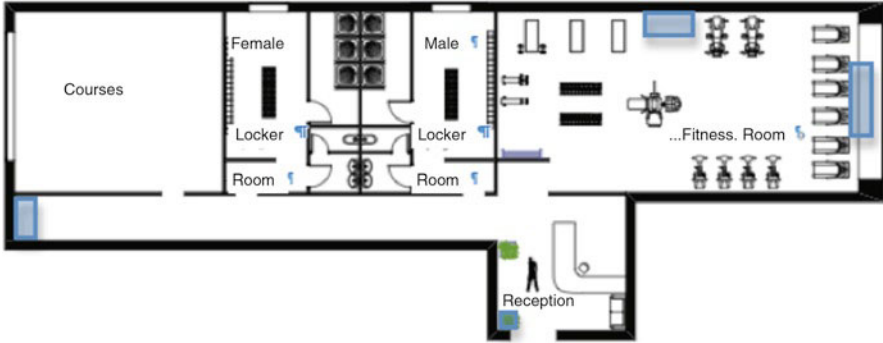 Female
Male ¶
Courses
Locker ¶
Locker ¶
...Fitness. Room ¶
Room ¶
Room ¶
Reception